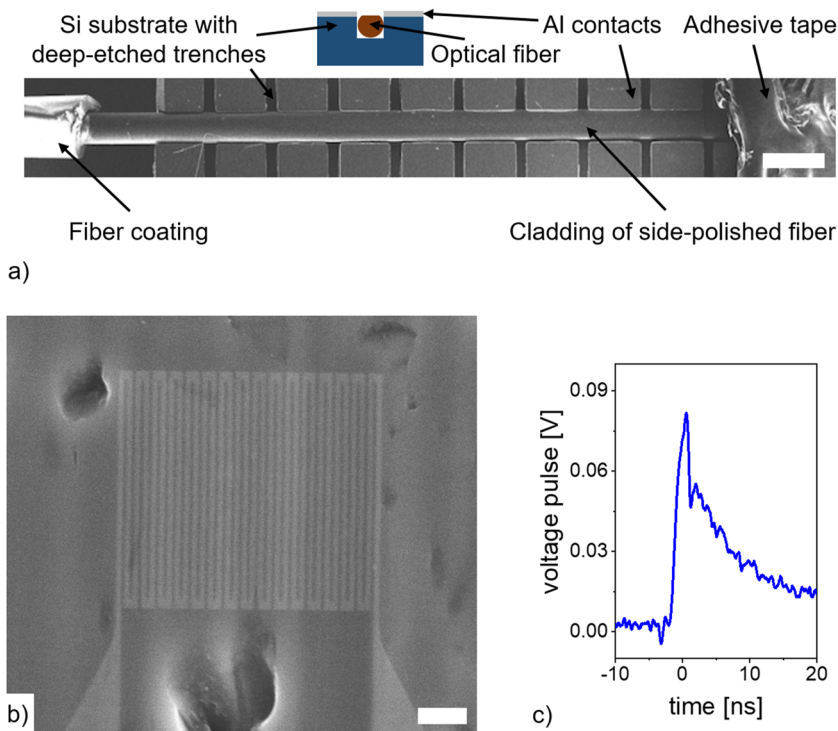 Si substrate with
deep-etched trenches
Optical fiber
Al contacts
Adhesive tape
Fiber coating
Cladding of side-polished fiber
a)
b)
c)
voltage pulse [V]
0.09
0.06
0.03
0.00
-10
0
10
20
time [ns]